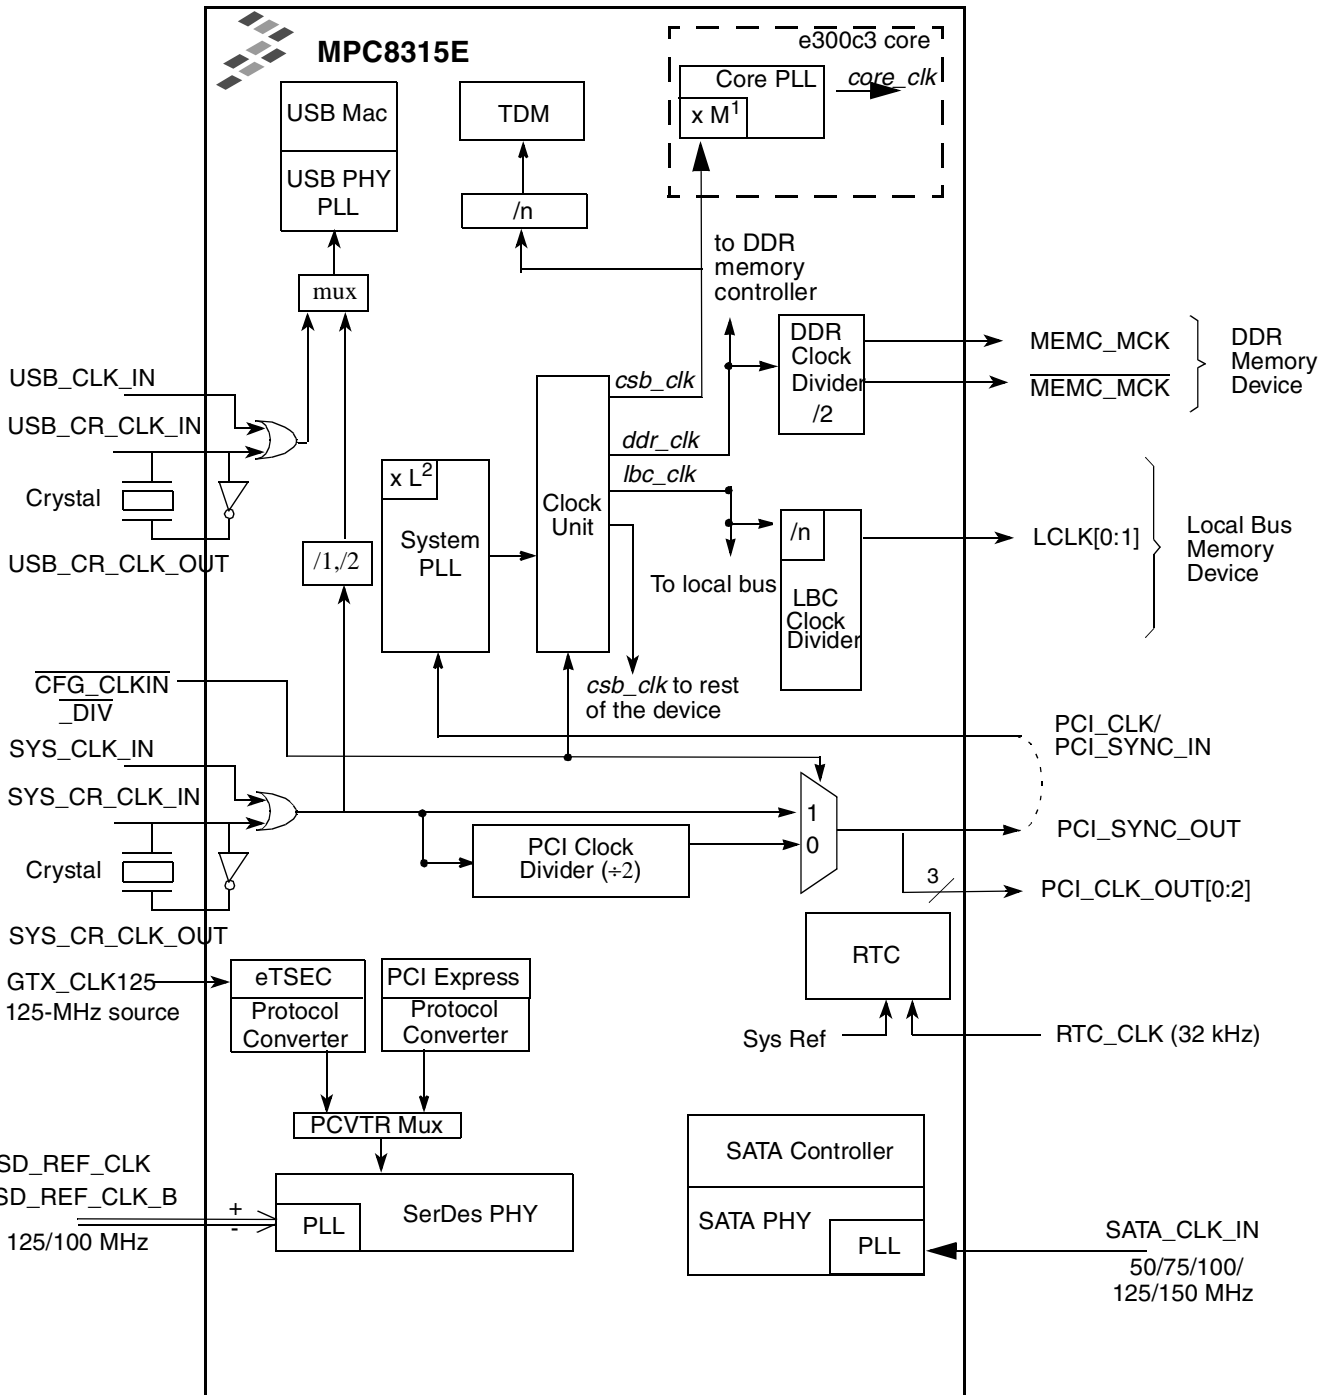 MPC8315E
e300c3 core
Core PLL
core_clk
x M1
USB Mac
USB PHY
PLL
TDM
/n
mux
to DDR
memory
controller
DDR
Clock
Divider
/2
MEMC_MCK
MEMC_MCK
DDR
Memory
Device
USB_CLK_IN
USB_CR_CLK_IN
Crystal
USB_CR_CLK_OUT
csb_clk
ddr_clk
lbc_clk
x L2
System
PLL
Clock
Unit
/1,/2
/n
LBC
Clock
Divider
To local bus
LCLK[0:1]
Local Bus
Memory
Device
csb_clk to rest
of the device
CFG_CLKIN
_DIV
SYS_CLK_IN
SYS_CR_CLK_IN
Crystal
SYS_CR_CLK_OUT
PCI_CLK/
PCI_SYNC_IN
1
0
PCI Clock
Divider (÷2)
PCI_SYNC_OUT
3
PCI_CLK_OUT[0:2]
GTX_CLK125
125-MHz source
eTSEC
Protocol
Converter
PCI Express
Protocol
Converter
RTC
Sys Ref
RTC_CLK (32 kHz)
PCVTR Mux
SD_REF_CLK
SD_REF_CLK_B
+
-
125/100 MHz
PLL
SerDes PHY
SATA Controller
SATA PHY
PLL
SATA_CLK_IN
50/75/100/
125/150 MHz